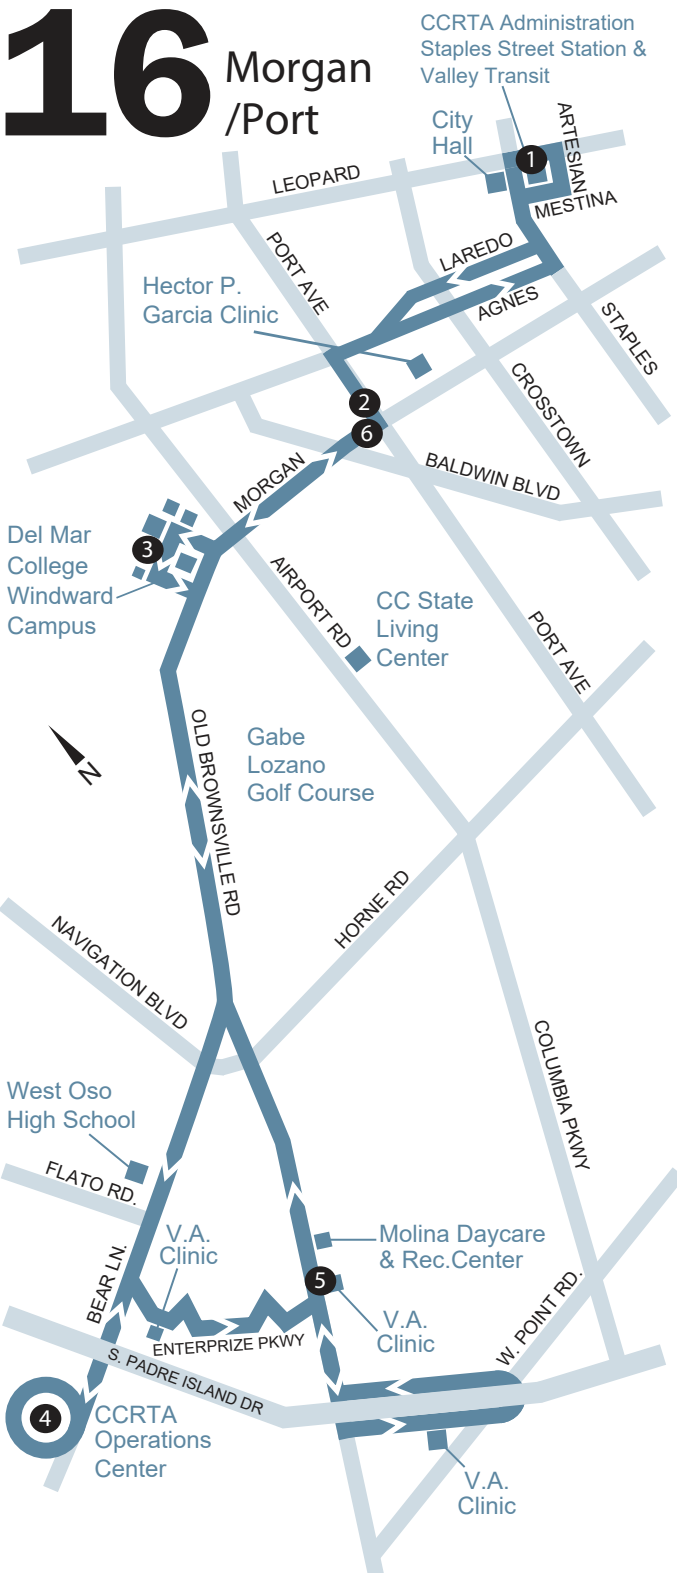 16 Morgan
/Port
CCRTA Administration
Staples Street Station &
Valley Transit
City
Hall
1
ARTESIAN
LEOPARD
MESTINA
LAREDO
PORT AVE
AGNES
Hector P.
Garcia Clinic
STAPLES
CROSSTOWN
2
6
MORGAN
BALDWIN BLVD
Del Mar
College
Windward
Campus
3
AIRPORT RD
CC State
Living
Center
PORT AVE
N
OLD BROWNSVILLE RD
Gabe
Lozano
Golf Course
HORNE RD
NAVIGATION BLVD
COLUMBIA PKWY
West Oso
High School
FLATO RD.
V.A.
Clinic
BEAR LN.
Molina Daycare
& Rec.Center
5
V.A.
Clinic
W. POINT RD.
ENTERPRIZE PKWY
S. PADRE ISLAND DR
4
CCRTA
Operations
Center
V.A.
Clinic